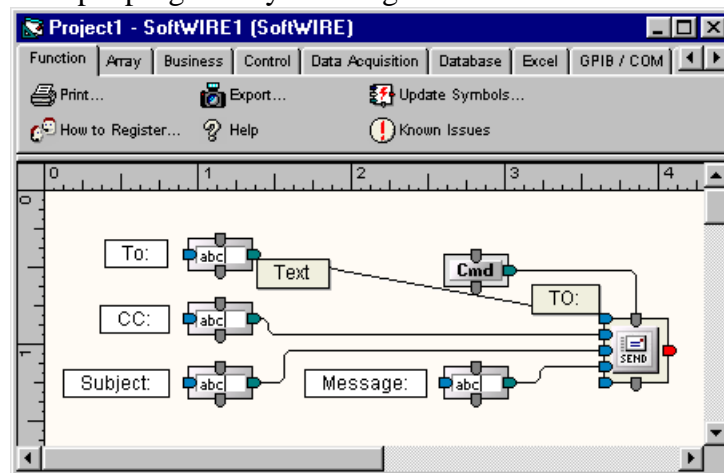 Project1 - SoftWIRE1 (SoftWIRE)
Function Array Business Control Data Acquisition Database Excel GPIB / COM
Print... Export... Update Symbols...
How to Register... Help Known Issues
0 1 2 3 4
0
To: abc Text Cmd
TO:
CC: abc
SEND
1
Subject: abc Message: abc